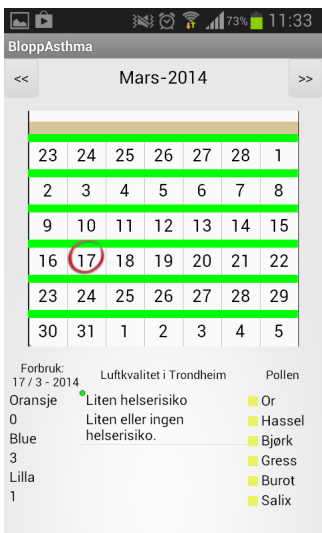 73% 11:33
BloppAsthma
<< Mars-2014 >>
23 24 25 26 27 28 1
2 3 4 5 6 7 8
9 10 11 12 13 14 15
16 17 18 19 20 21 22
23 24 25 26 27 28 29
30 31 1 2 3 4 5
Forbruk:
17 / 3 - 2014
Oransje
0
Blue
3
Lilla
1
Luftkvalitet i Trondheim
Liten helserisiko
Liten eller ingen
helserisiko.
Pollen
Or
Hassel
Bjørk
Gress
Burot
Salix